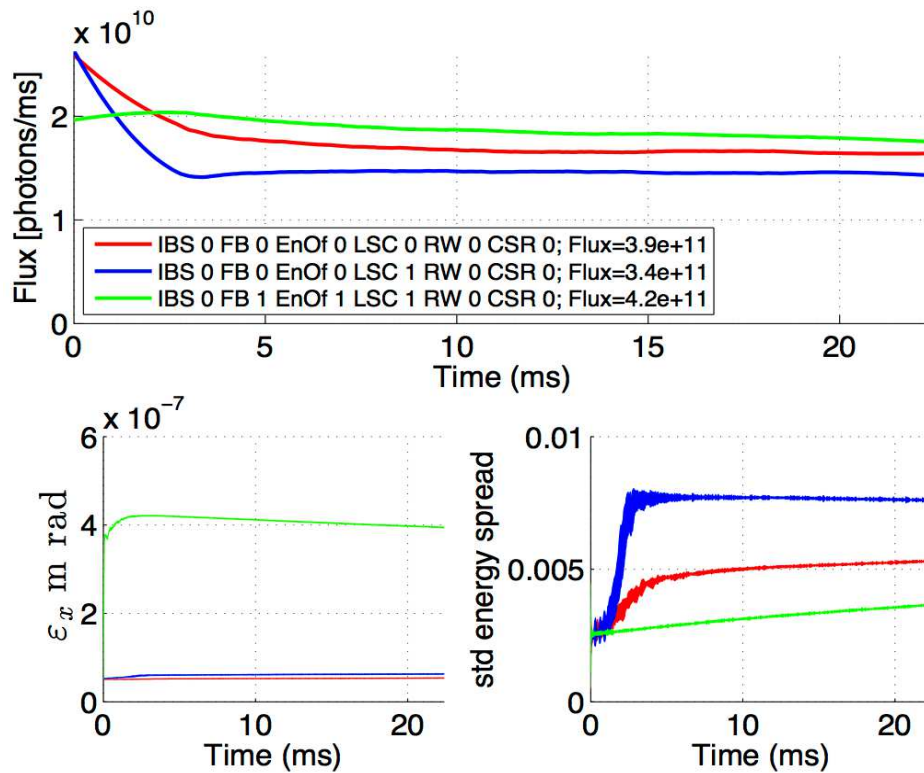 x 10^10
Flux [photons/ms]
2
1
0
IBS 0 FB 0 EnOf 0 LSC 0 RW 0 CSR 0; Flux=3.9e+11
IBS 0 FB 0 EnOf 0 LSC 1 RW 0 CSR 0; Flux=3.4e+11
IBS 0 FB 1 EnOf 1 LSC 1 RW 0 CSR 0; Flux=4.2e+11
0 5 10 15 20
Time (ms)
x 10^−7
ε_x m rad
6
4
2
0
0 10 20
Time (ms)
std energy spread
0.01
0.005
0
0 10 20
Time (ms)